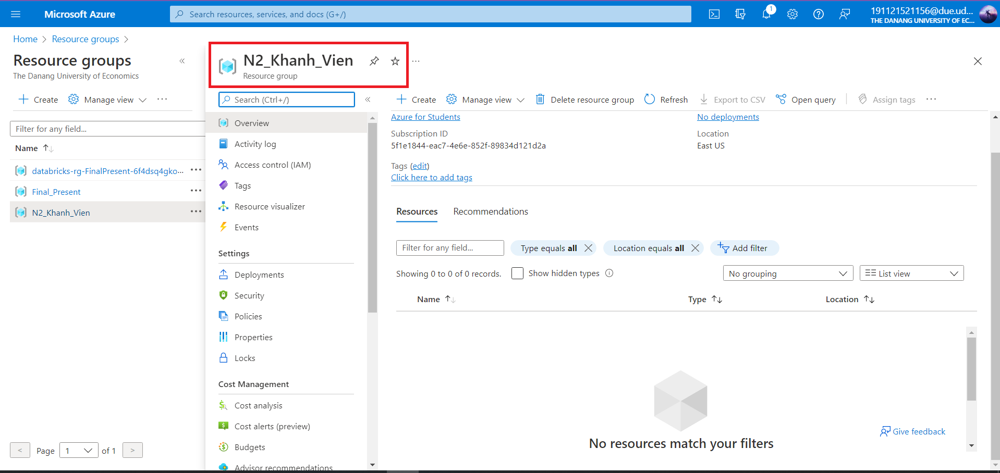 Microsoft Azure
Search resources, services, and docs (G+/)
1
191121521156@due.ud...
THE DANANG UNIVERSITY OF EC...
Home > Resource groups >
Resource groups
The Danang University of Economics
Create Manage view ...
Filter for any field...
Name
databricks-rg-FinalPresent-6f4dsq4gko... ...
Final_Present ...
N2_Khanh_Vien ...
< Page 1 of 1 >
N2_Khanh_Vien ...
Resource group
Search (Ctrl+/)
Overview
Activity log
Access control (IAM)
Tags
Resource visualizer
Events
Settings
Deployments
Security
Policies
Properties
Locks
Cost Management
Cost analysis
Cost alerts (preview)
Budgets
Advisor recommendations
Create Manage view Delete resource group Refresh Export to CSV Open query Assign tags ...
Azure for Students
No deployments
Subscription ID
5f1e1844-eac7-4e6e-852f-89834d121d2a
Location
East US
Tags (edit)
Click here to add tags
Resources Recommendations
Filter for any field... Type equals all Location equals all Add filter
Showing 0 to 0 of 0 records. Show hidden types No grouping List view
Name Type Location
No resources match your filters
Give feedback